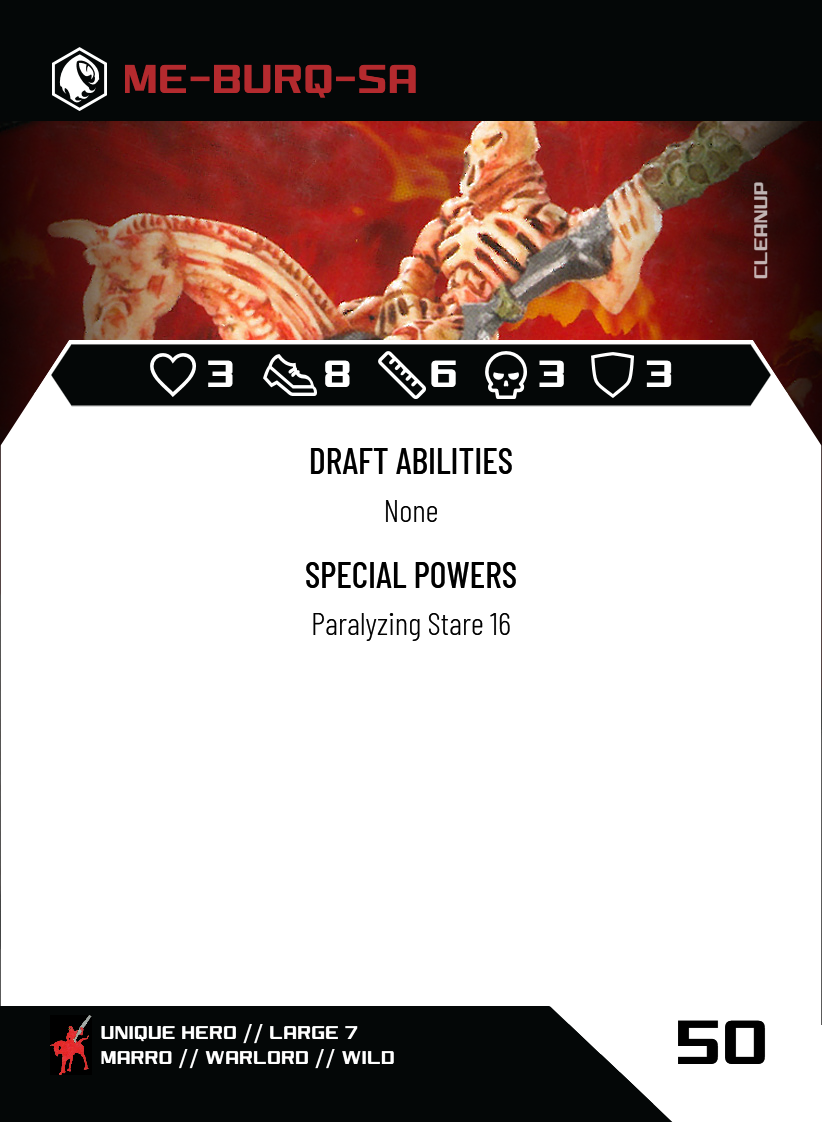 ME-BURQ-SA
CLEANUP
3 8 6 3 3
DRAFT ABILITIES
None
SPECIAL POWERS
Paralyzing Stare 16
UNIQUE HERO // LARGE 7
MARRO // WARLORD // WILD
50